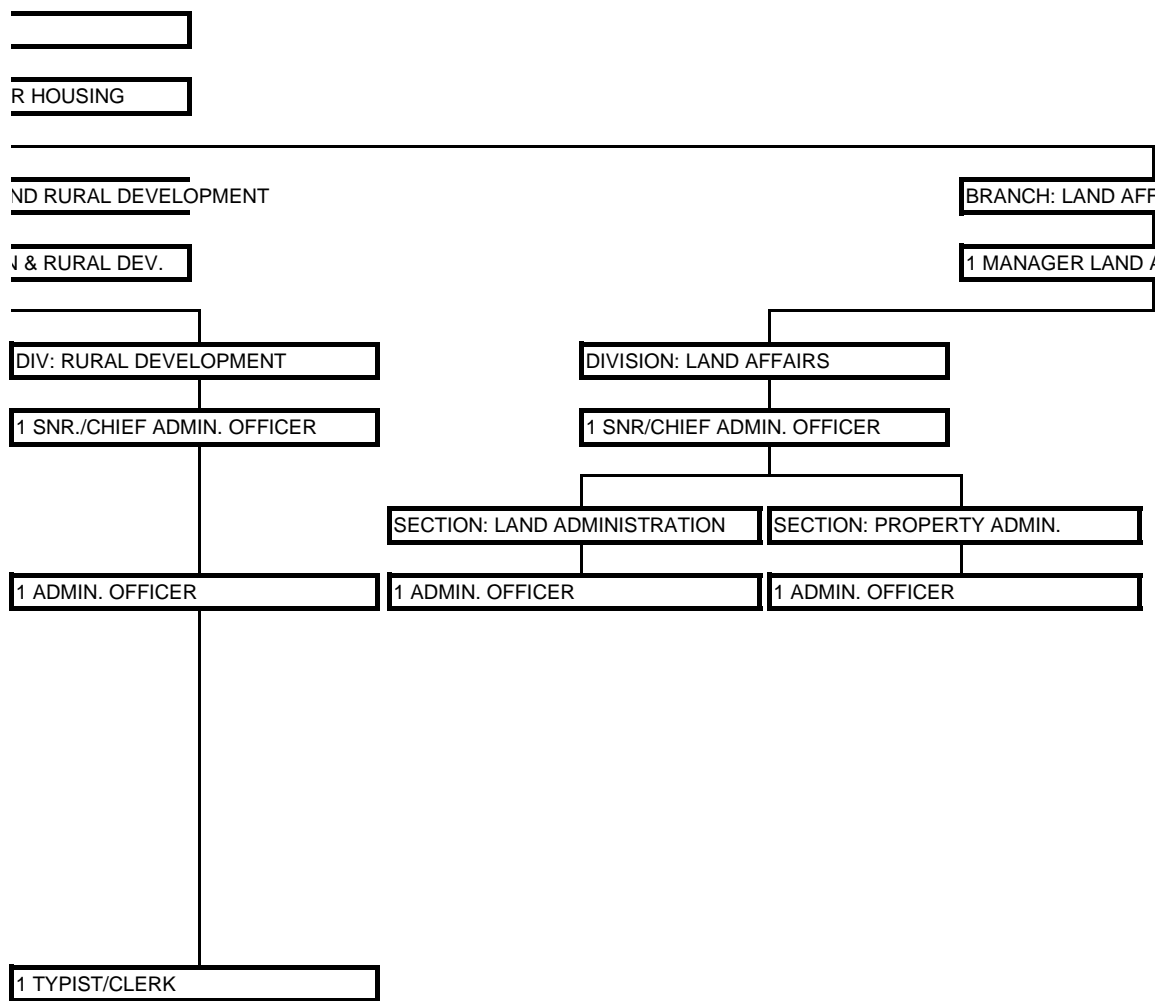 R HOUSING
ND RURAL DEVELOPMENT
BRANCH: LAND AFF
& RURAL DEV.
1 MANAGER LAND A
DIV: RURAL DEVELOPMENT
DIVISION: LAND AFFAIRS
1 SNR./CHIEF ADMIN. OFFICER
1 SNR/CHIEF ADMIN. OFFICER
SECTION: LAND ADMINISTRATION
SECTION: PROPERTY ADMIN.
1 ADMIN. OFFICER
1 ADMIN. OFFICER
1 ADMIN. OFFICER
1 TYPIST/CLERK